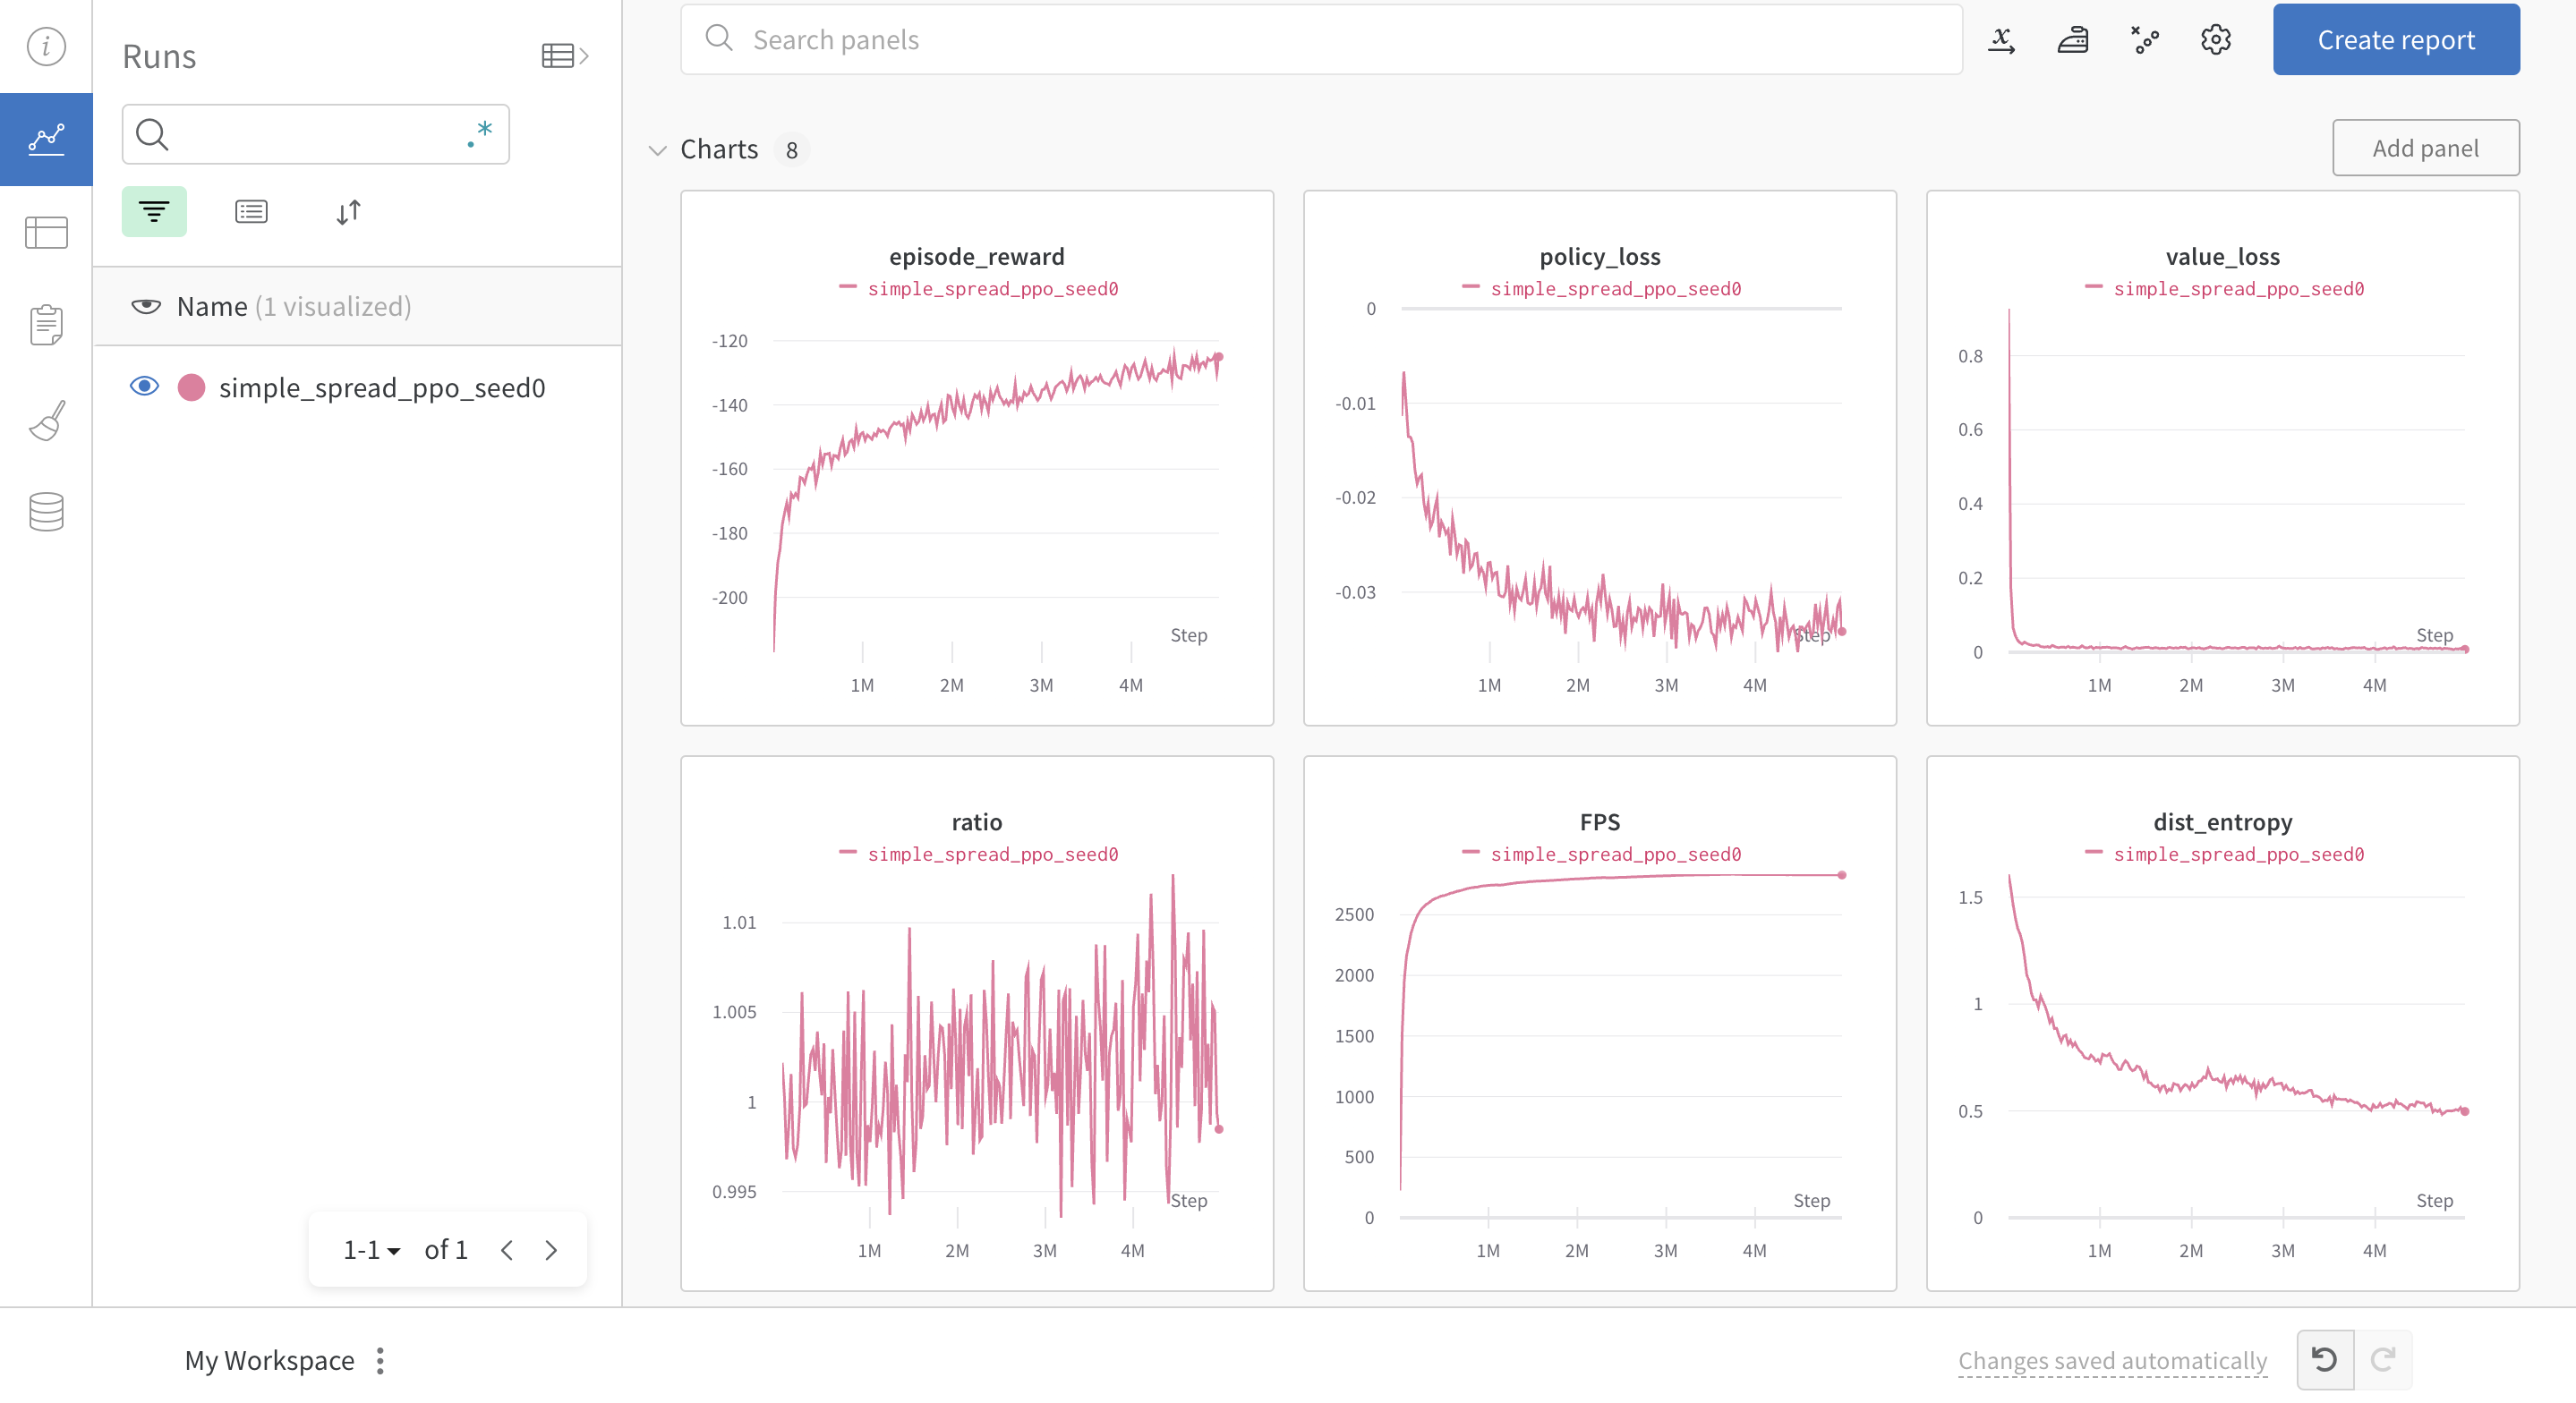 Runs
Search panels
Create report
.*
Charts 8
Add panel
Name (1 visualized)
simple_spread_ppo_seed0
episode_reward
simple_spread_ppo_seed0
-120
-140
-160
-180
-200
Step
1M 2M 3M 4M
policy_loss
simple_spread_ppo_seed0
0
-0.01
-0.02
-0.03
Step
1M 2M 3M 4M
value_loss
simple_spread_ppo_seed0
0.8
0.6
0.4
0.2
0
Step
1M 2M 3M 4M
ratio
simple_spread_ppo_seed0
1.01
1.005
1
0.995
Step
1M 2M 3M 4M
FPS
simple_spread_ppo_seed0
2500
2000
1500
1000
500
0
Step
1M 2M 3M 4M
dist_entropy
simple_spread_ppo_seed0
1.5
1
0.5
0
Step
1M 2M 3M 4M
1-1 of 1
My Workspace
Changes saved automatically